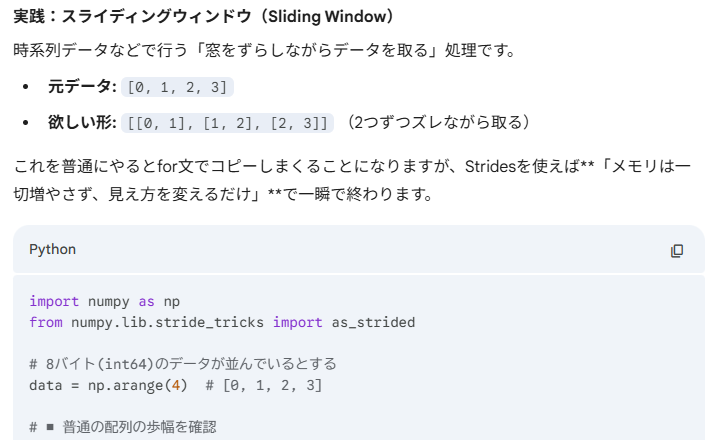 実践：スライディングウィンドウ（Sliding Window）
時系列データなどで行う「窓をずらしながらデータを取る」処理です。
• 元データ: [0, 1, 2, 3]
• 欲しい形: [[0, 1], [1, 2], [2, 3]] （2つずつズレながら取る）
これを普通にやるとfor文でコピーしまくることになりますが、Stridesを使えば**「メモリは一
切増やさず、見え方を変えるだけ」**で一瞬で終わります。
Python
import numpy as np
from numpy.lib.stride_tricks import as_strided
# 8バイト(int64)のデータが並んでいるとする
data = np.arange(4)  # [0, 1, 2, 3]
# ■ 普通の配列の歩幅を確認